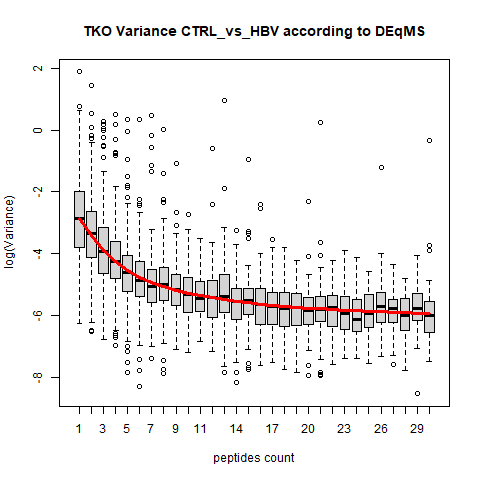 TKO Variance CTRL_vs_HBV according to DEqMS
log(Variance)
2
0
-2
-4
-6
-8
1 3 5 7 9 11 14 17 20 23 26 29
peptides count